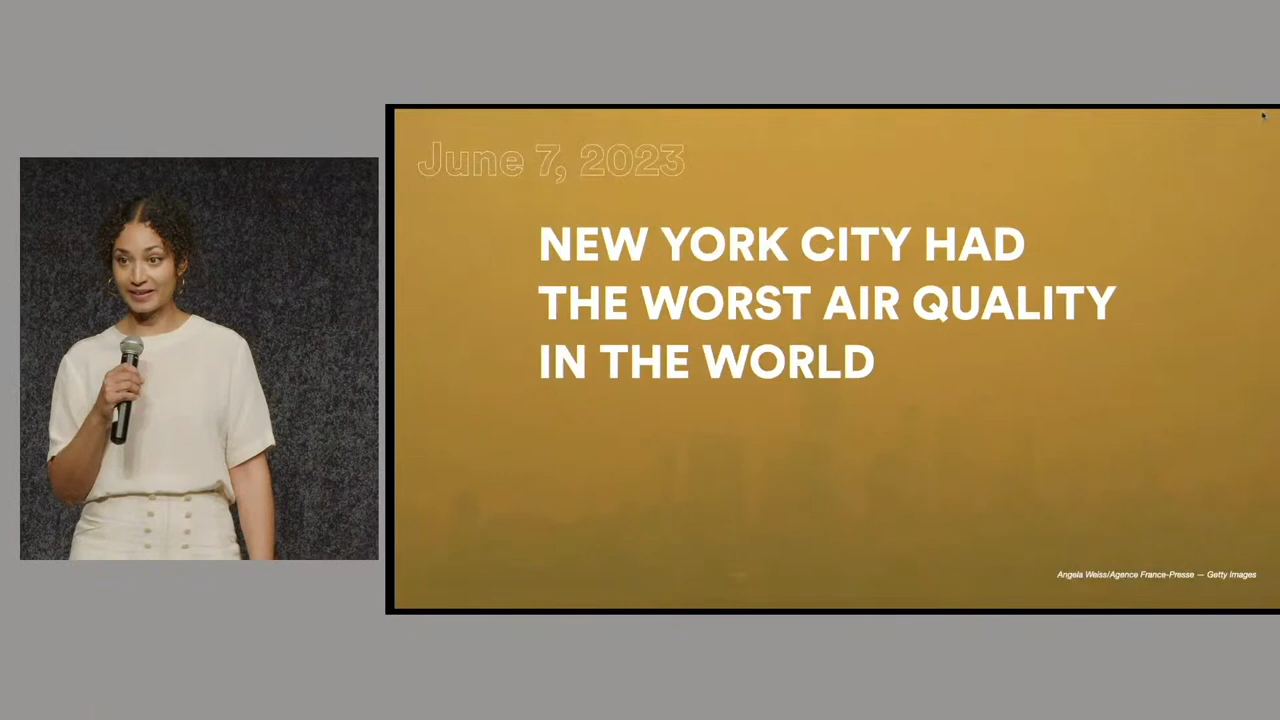 June 7, 2023
NEW YORK CITY HAD
THE WORST AIR QUALITY
IN THE WORLD
Angela Weiss/Agence France-Presse — Getty Images